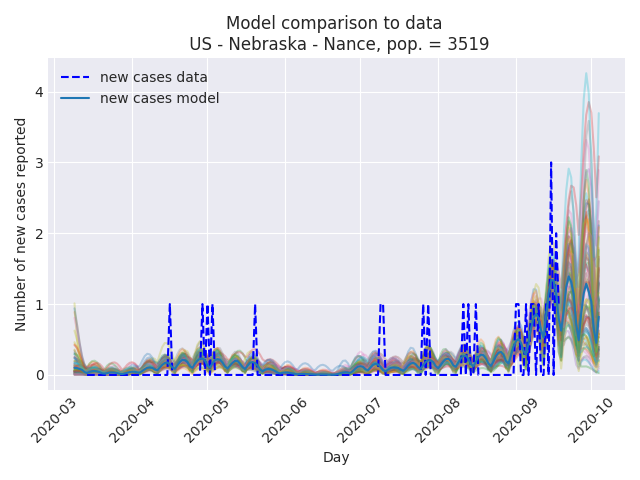 Model comparison to data
US - Nebraska - Nance, pop. = 3519
new cases data
new cases model
Number of new cases reported
4
3
2
1
0
2020-03
2020-04
2020-05
2020-06
2020-07
2020-08
2020-09
2020-10
Day